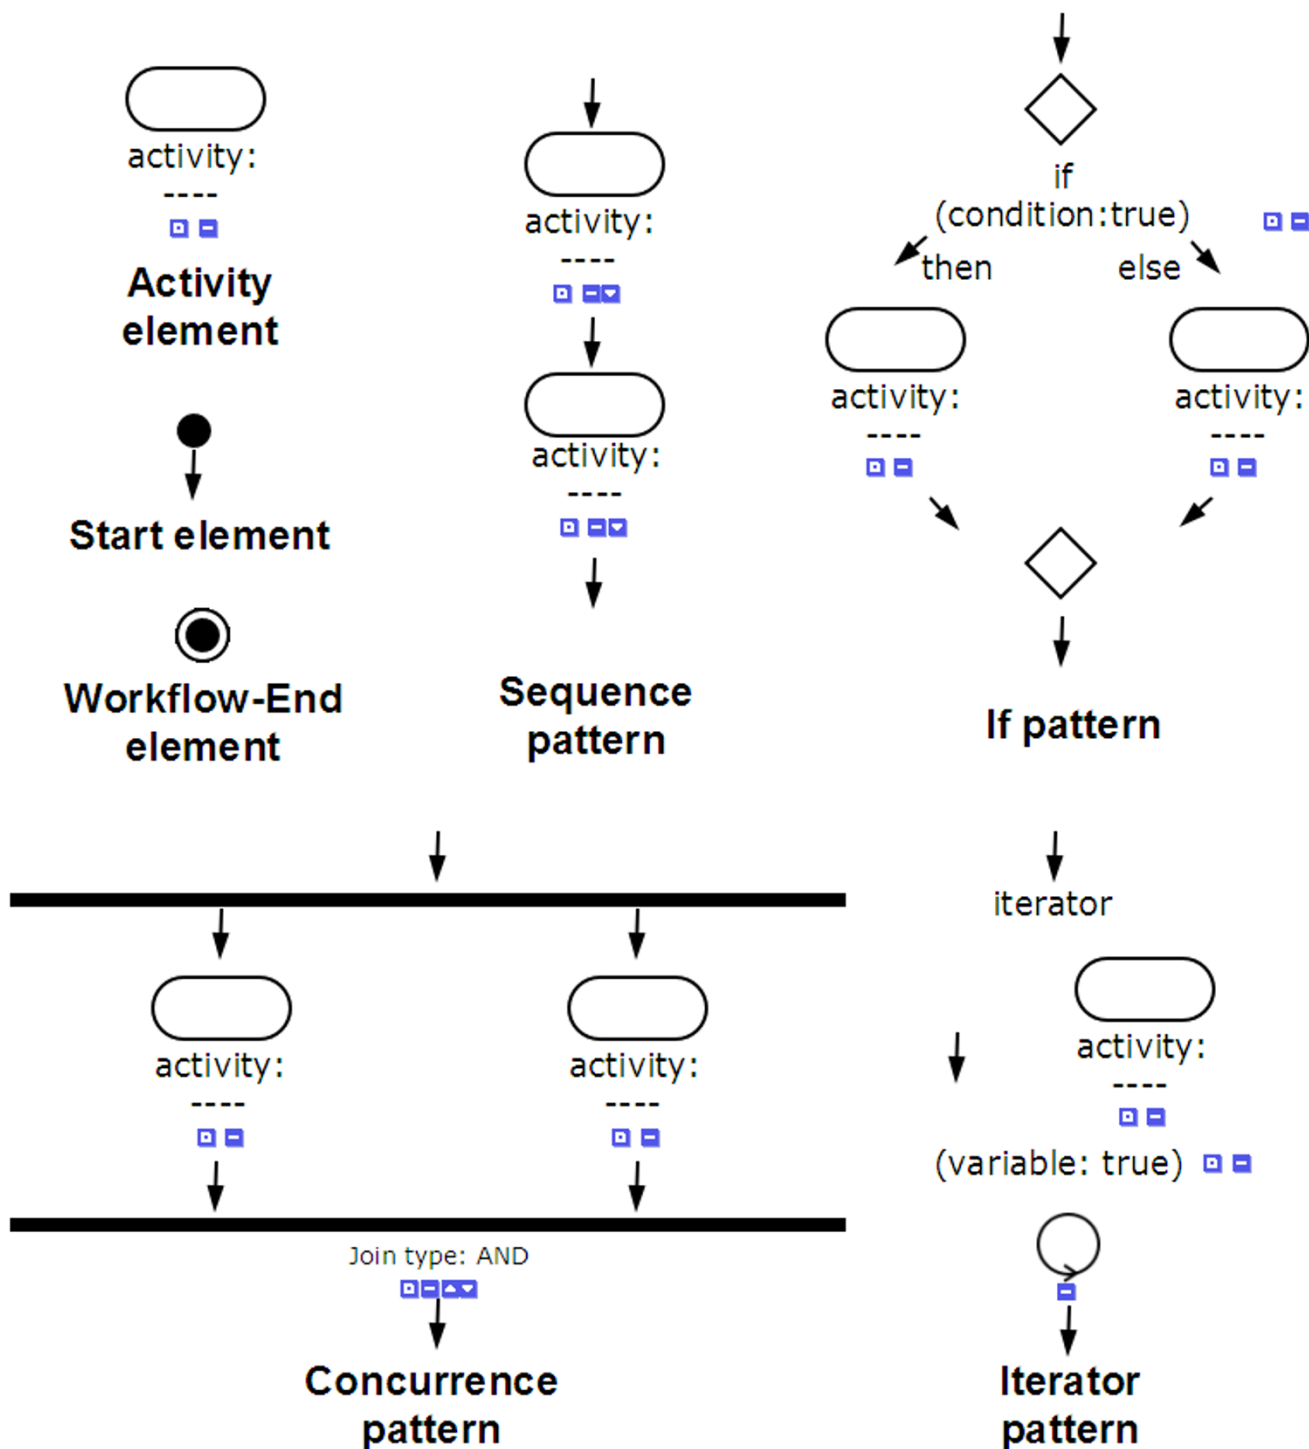 activity:
----
Activity
element
Start element
Workflow-End
element
activity:
----
activity:
----
Sequence
pattern
if
(condition:true)
then
else
activity:
----
activity:
----
If pattern
activity:
----
activity:
----
Join type: AND
Concurrence
pattern
iterator
activity:
----
(variable: true)
Iterator
pattern